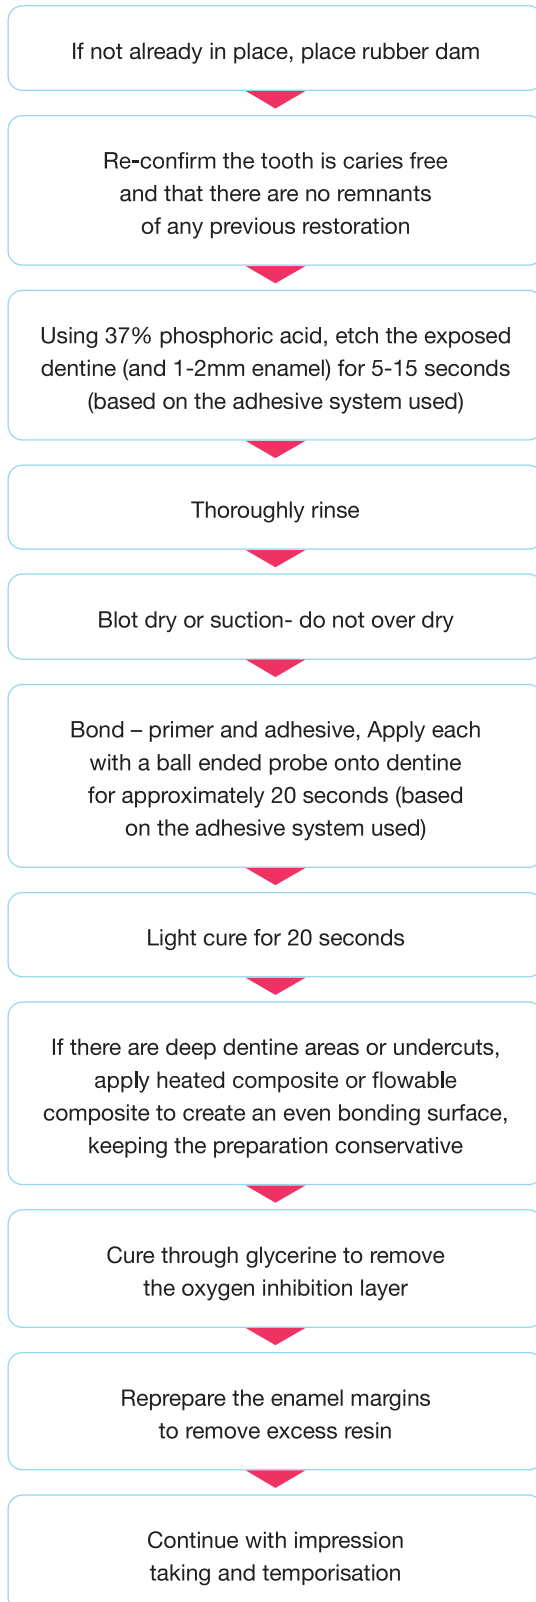 If not already in place, place rubber dam
Re-confirm the tooth is caries free
and that there are no remnants
of any previous restoration
Using 37% phosphoric acid, etch the exposed
dentine (and 1-2mm enamel) for 5-15 seconds
(based on the adhesive system used)
Thoroughly rinse
Blot dry or suction- do not over dry
Bond – primer and adhesive, Apply each
with a ball ended probe onto dentine
for approximately 20 seconds (based
on the adhesive system used)
Light cure for 20 seconds
If there are deep dentine areas or undercuts,
apply heated composite or flowable
composite to create an even bonding surface,
keeping the preparation conservative
Cure through glycerine to remove
the oxygen inhibition layer
Reprepare the enamel margins
to remove excess resin
Continue with impression
taking and temporisation